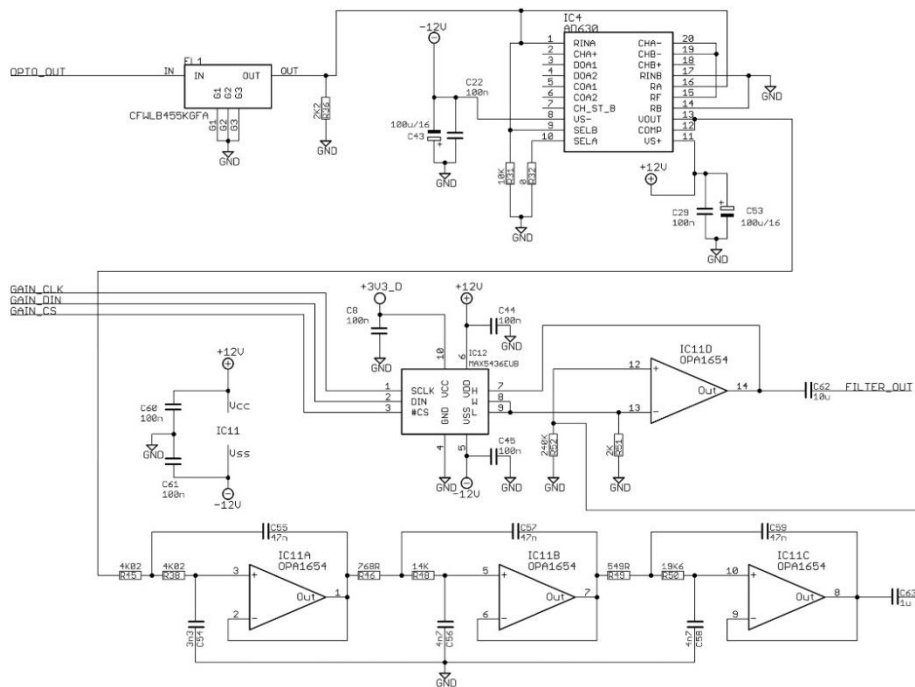 IC4
AD630
-12V
1 RINA CHA- 20
2 CHA+ CHB- 19
3 DOA1 CHB+ 18
4 DOA2 RINB 17
5 COA1 RA 16
6 COA2 RF 15
7 CH_ST_B RB 14
8 VS- VOUT 13
9 SELB COMP 12
10 SELA VS+ 11
GND
FL1
OPTO_OUT IN IN OUT OUT
G1 G2 G3
G1 G2 G3
CFWLB455KGFA
GND
2K2 R36
GND
C22
100n
100u/16
C43
GND
10K R31
0 R32
GND
+12V
C29
100n
C53
100u/16
GND
GAIN_CLK
GAIN_DIN
GAIN_CS
+3V3_D
+12V
C8
100n
GND
C44
100n
GND
10 6
IC12
MAX5436EUB
1 SCLK VCC VDD H 7
2 DIN W 8
3 #CS GND VSS L 9
4 5
GND
-12V
C45
100n
GND
IC11D
OPA1654
12 +
13 -
Out 14
C62
10u
FILTER_OUT
240K R52
2K R51
GND GND
+12V
C60
100n
Vcc
GND
IC11
Vss
C61
100n
-12V
C55
47n
4K02 R45
4K02 R38
IC11A
OPA1654
3 +
2 -
Out 1
3n3 C54
C57
47n
768R R46
14K R48
IC11B
OPA1654
5 +
6 -
Out 7
4n7 C56
C59
47n
549R R49
19K6 R50
IC11C
OPA1654
10 +
9 -
Out 8
4n7 C58
C63
1u
GND